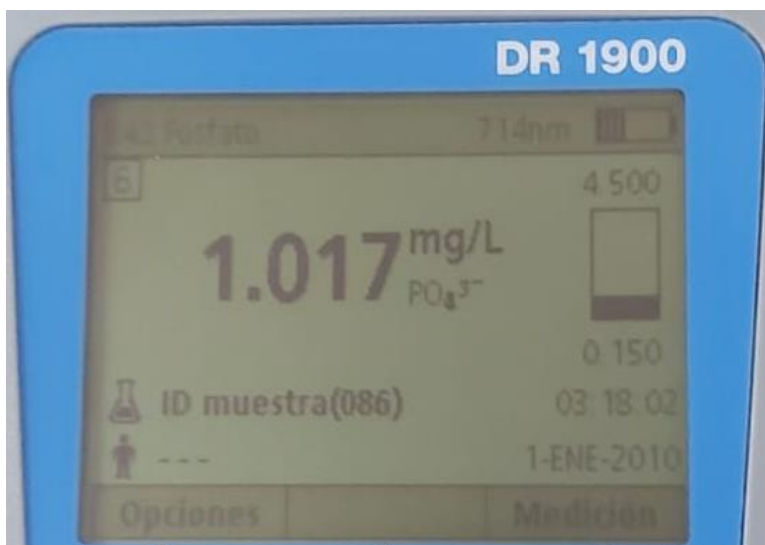 DR 1900
Fosfato 714nm
6 4.500
1.017 mg/L
PO₄³⁻
0.150
ID muestra(086) 03:18:02
--- 1-ENE-2010
Opciones Medición